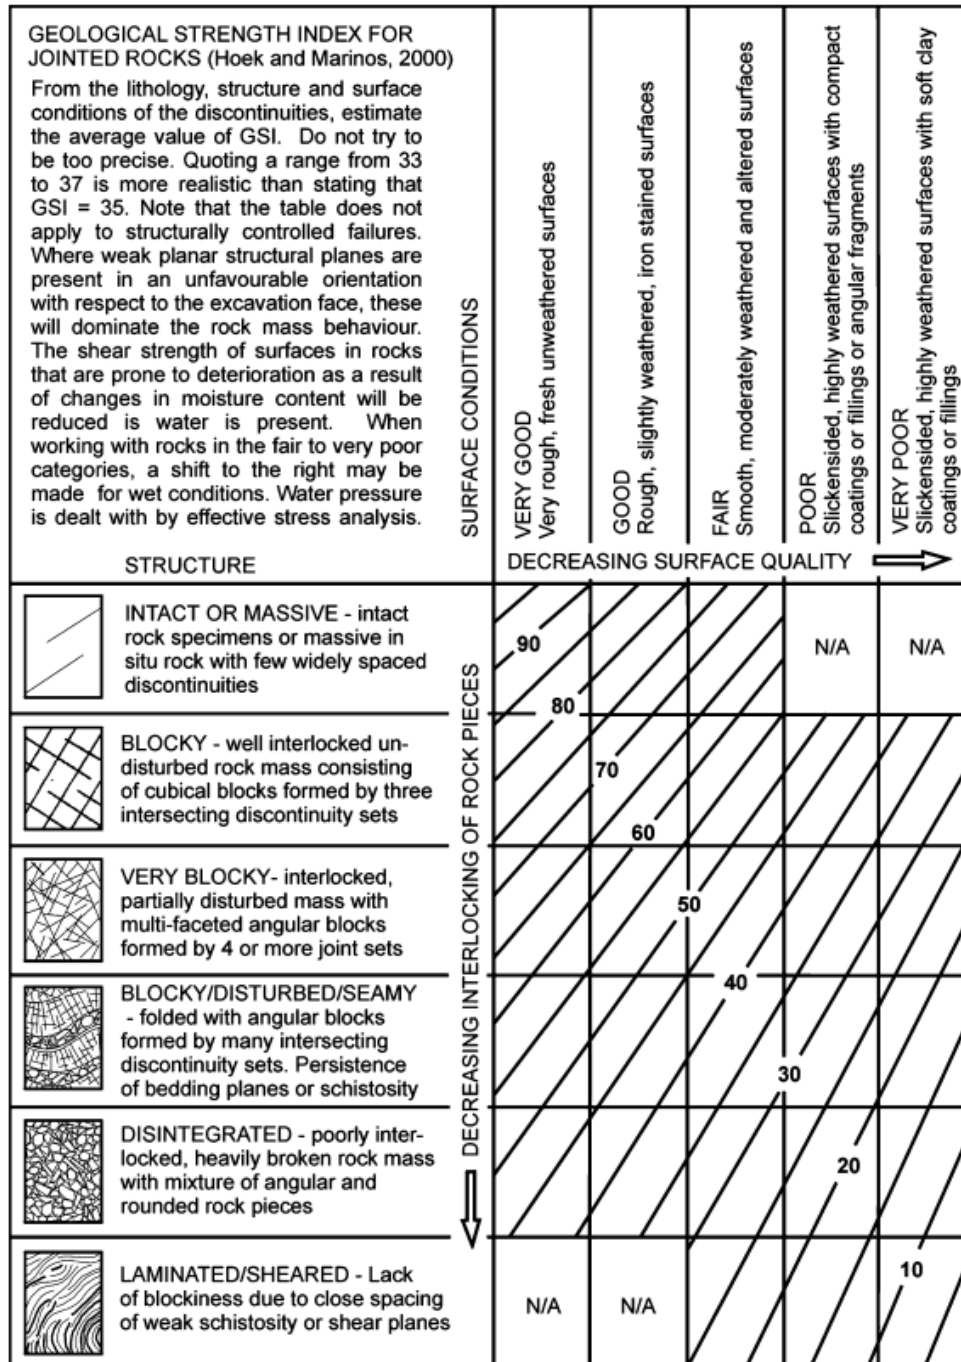 GEOLOGICAL STRENGTH INDEX FOR
JOINTED ROCKS (Hoek and Marinos, 2000)
From the lithology, structure and surface
conditions of the discontinuities, estimate
the average value of GSI. Do not try to
be too precise. Quoting a range from 33
to 37 is more realistic than stating that
GSI = 35. Note that the table does not
apply to structurally controlled failures.
Where weak planar structural planes are
present in an unfavourable orientation
with respect to the excavation face, these
will dominate the rock mass behaviour.
The shear strength of surfaces in rocks
that are prone to deterioration as a result
of changes in moisture content will be
reduced is water is present. When
working with rocks in the fair to very poor
categories, a shift to the right may be
made for wet conditions. Water pressure
is dealt with by effective stress analysis.
STRUCTURE
SURFACE CONDITIONS
VERY GOOD
Very rough, fresh unweathered surfaces
GOOD
Rough, slightly weathered, iron stained surfaces
FAIR
Smooth, moderately weathered and altered surfaces
POOR
Slickensided, highly weathered surfaces with compact
coatings or fillings or angular fragments
VERY POOR
Slickensided, highly weathered surfaces with soft clay
coatings or fillings
DECREASING SURFACE QUALITY
DECREASING INTERLOCKING OF ROCK PIECES
INTACT OR MASSIVE - intact
rock specimens or massive in
situ rock with few widely spaced
discontinuities
90
N/A
N/A
80
BLOCKY - well interlocked un-
disturbed rock mass consisting
of cubical blocks formed by three
intersecting discontinuity sets
70
60
VERY BLOCKY- interlocked,
partially disturbed mass with
multi-faceted angular blocks
formed by 4 or more joint sets
50
40
BLOCKY/DISTURBED/SEAMY
- folded with angular blocks
formed by many intersecting
discontinuity sets. Persistence
of bedding planes or schistosity
30
DISINTEGRATED - poorly inter-
locked, heavily broken rock mass
with mixture of angular and
rounded rock pieces
20
LAMINATED/SHEARED - Lack
of blockiness due to close spacing
of weak schistosity or shear planes
N/A
N/A
10